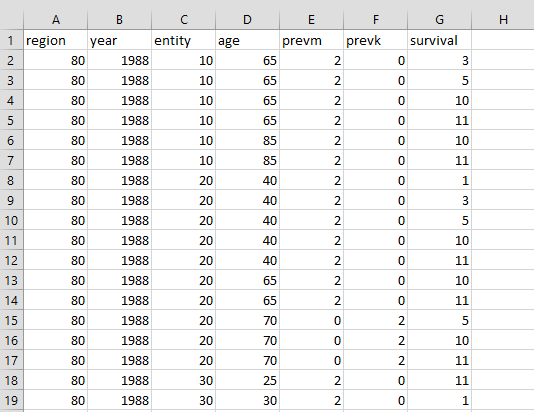 A B C D E F G H
1 region year entity age prevm prevk survival
2 80 1988 10 65 2 0 3
3 80 1988 10 65 2 0 5
4 80 1988 10 65 2 0 10
5 80 1988 10 65 2 0 11
6 80 1988 10 85 2 0 10
7 80 1988 10 85 2 0 11
8 80 1988 20 40 2 0 1
9 80 1988 20 40 2 0 3
10 80 1988 20 40 2 0 5
11 80 1988 20 40 2 0 10
12 80 1988 20 40 2 0 11
13 80 1988 20 65 2 0 10
14 80 1988 20 65 2 0 11
15 80 1988 20 70 0 2 5
16 80 1988 20 70 0 2 10
17 80 1988 20 70 0 2 11
18 80 1988 30 25 2 0 11
19 80 1988 30 30 2 0 1